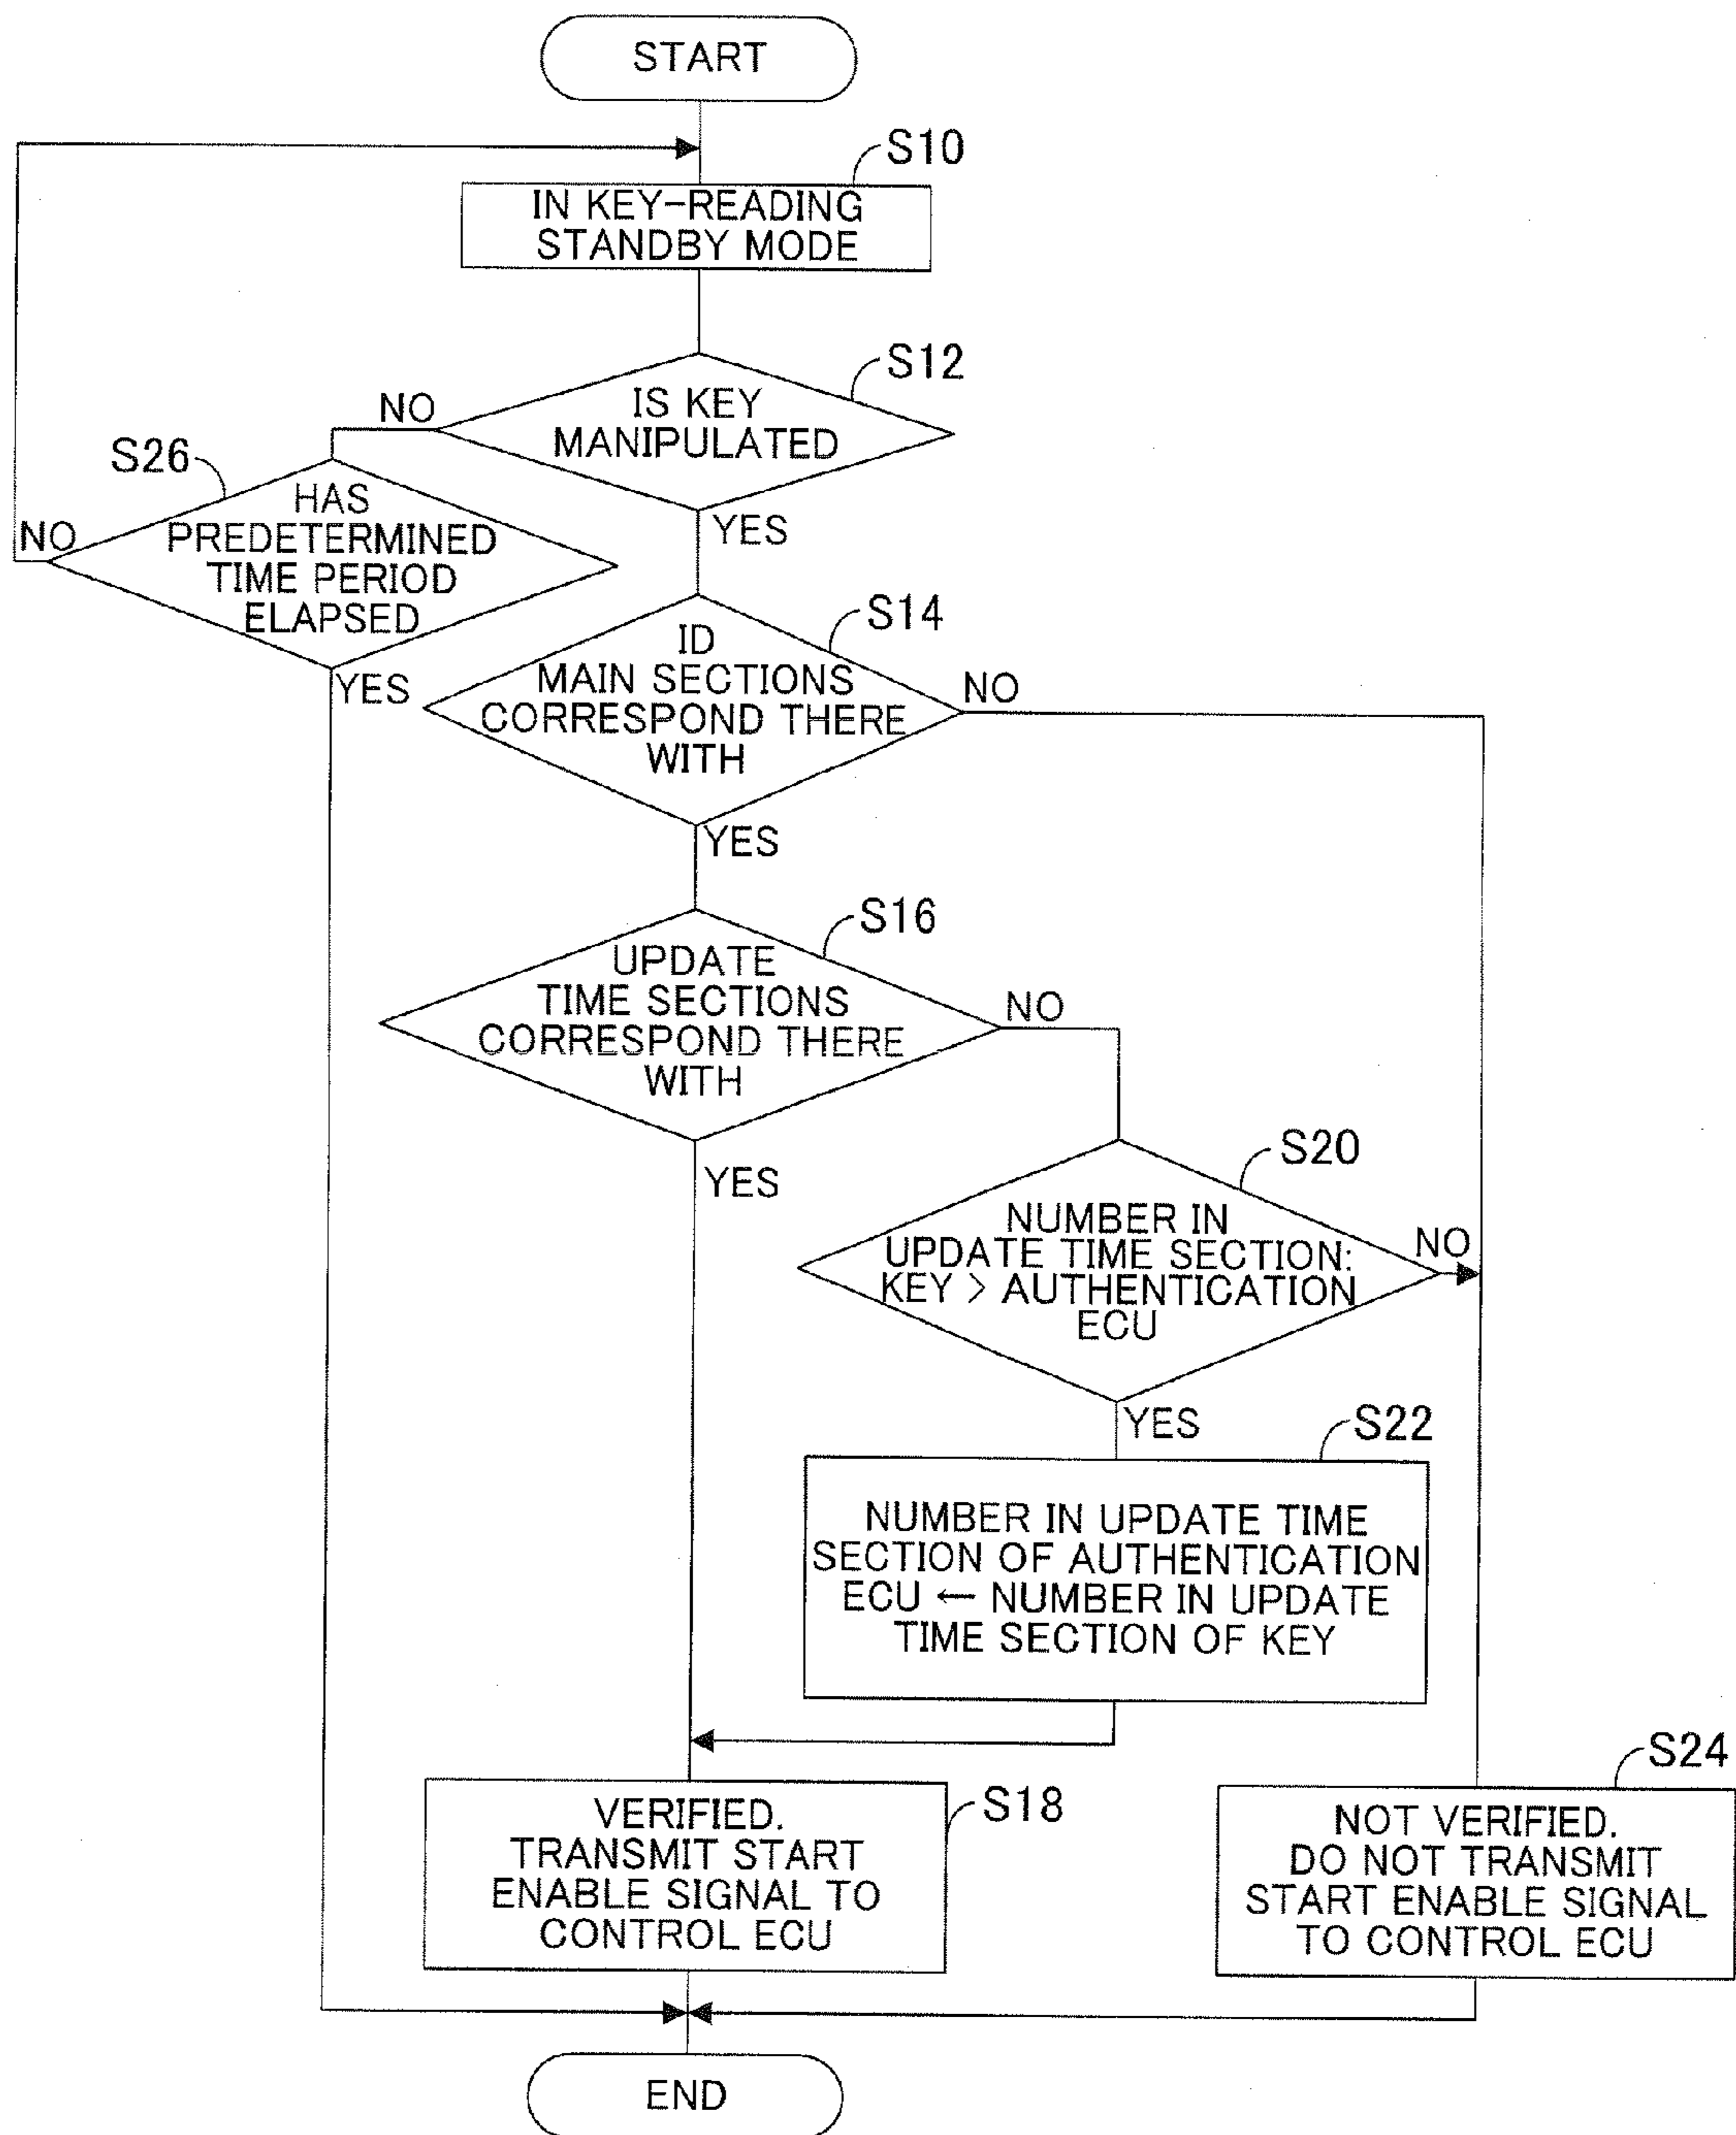 START
S10
IN KEY-READING
STANDBY MODE
S12
IS KEY
MANIPULATED
NO
YES
S26
HAS
PREDETERMINED
TIME PERIOD
ELAPSED
NO
YES
S14
ID
MAIN SECTIONS
CORRESPOND THERE
WITH
NO
YES
S16
UPDATE
TIME SECTIONS
CORRESPOND THERE
WITH
NO
YES
S20
NUMBER IN
UPDATE TIME SECTION:
KEY > AUTHENTICATION
ECU
NO
YES
S22
NUMBER IN UPDATE TIME
SECTION OF AUTHENTICATION
ECU ← NUMBER IN UPDATE
TIME SECTION OF KEY
S18
VERIFIED.
TRANSMIT START
ENABLE SIGNAL TO
CONTROL ECU
S24
NOT VERIFIED.
DO NOT TRANSMIT
START ENABLE SIGNAL
TO CONTROL ECU
END